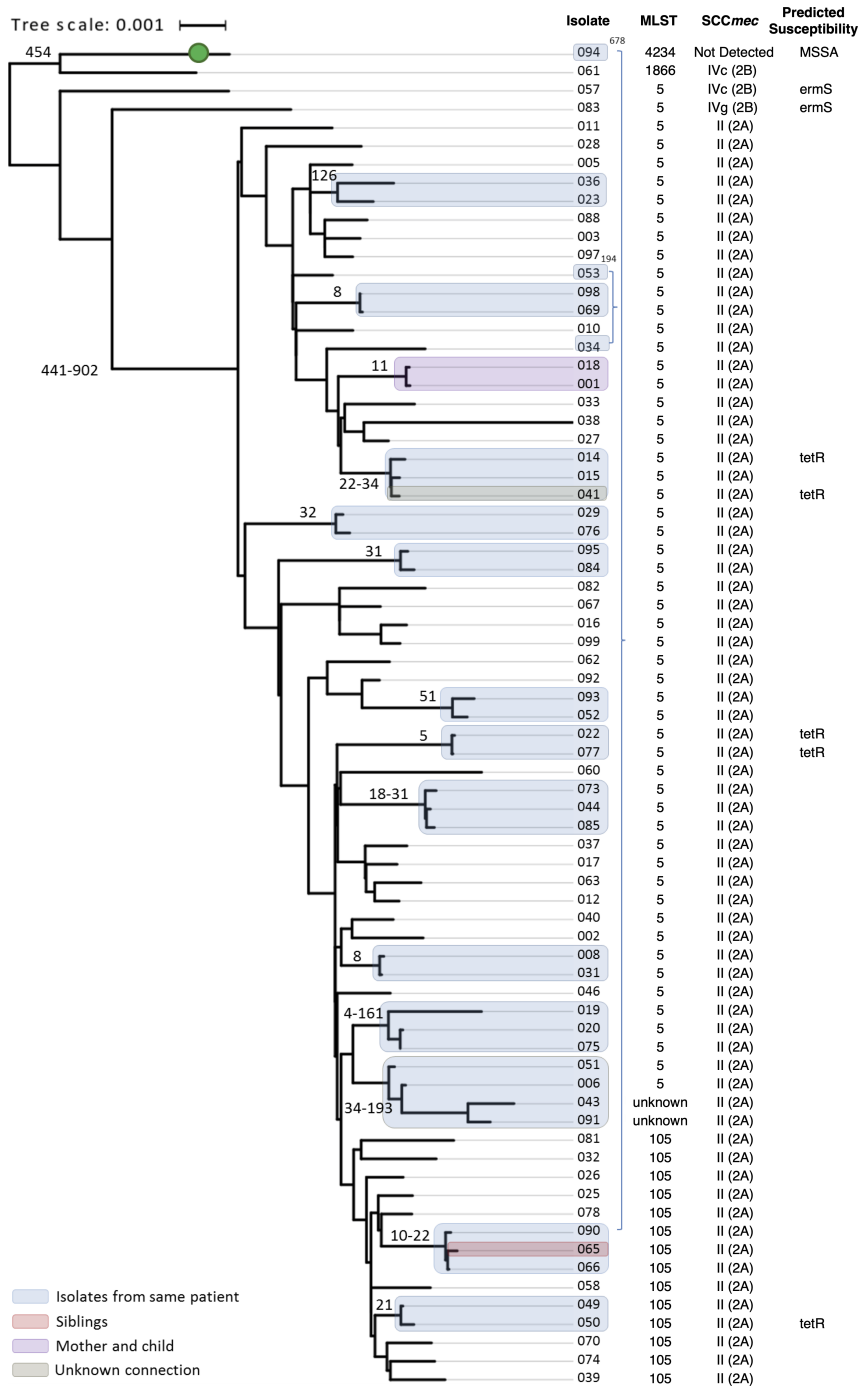 Tree scale: 0.001
Isolate MLST SCCmec Predicted Susceptibility
678
454 094 4234 Not Detected MSSA
061 1866 IVc (2B)
057 5 IVc (2B) ermS
083 5 IVg (2B) ermS
011 5 II (2A)
028 5 II (2A)
005 5 II (2A)
126 036 5 II (2A)
023 5 II (2A)
088 5 II (2A)
003 5 II (2A)
097 5 II (2A)
194
053 5 II (2A)
8 098 5 II (2A)
069 5 II (2A)
010 5 II (2A)
034 5 II (2A)
11 018 5 II (2A)
441-902 001 5 II (2A)
033 5 II (2A)
038 5 II (2A)
027 5 II (2A)
014 5 II (2A) tetR
22-34 015 5 II (2A)
041 5 II (2A) tetR
32 029 5 II (2A)
076 5 II (2A)
31 095 5 II (2A)
084 5 II (2A)
082 5 II (2A)
067 5 II (2A)
016 5 II (2A)
099 5 II (2A)
062 5 II (2A)
092 5 II (2A)
51 093 5 II (2A)
052 5 II (2A)
5 022 5 II (2A) tetR
077 5 II (2A) tetR
060 5 II (2A)
18-31 073 5 II (2A)
044 5 II (2A)
085 5 II (2A)
037 5 II (2A)
017 5 II (2A)
063 5 II (2A)
012 5 II (2A)
040 5 II (2A)
002 5 II (2A)
8 008 5 II (2A)
031 5 II (2A)
046 5 II (2A)
4-161 019 5 II (2A)
020 5 II (2A)
075 5 II (2A)
051 5 II (2A)
006 5 II (2A)
34-193 043 unknown II (2A)
091 unknown II (2A)
081 105 II (2A)
032 105 II (2A)
026 105 II (2A)
025 105 II (2A)
078 105 II (2A)
10-22 090 105 II (2A)
065 105 II (2A)
066 105 II (2A)
058 105 II (2A)
21 049 105 II (2A)
050 105 II (2A) tetR
070 105 II (2A)
074 105 II (2A)
039 105 II (2A)
Isolates from same patient
Siblings
Mother and child
Unknown connection